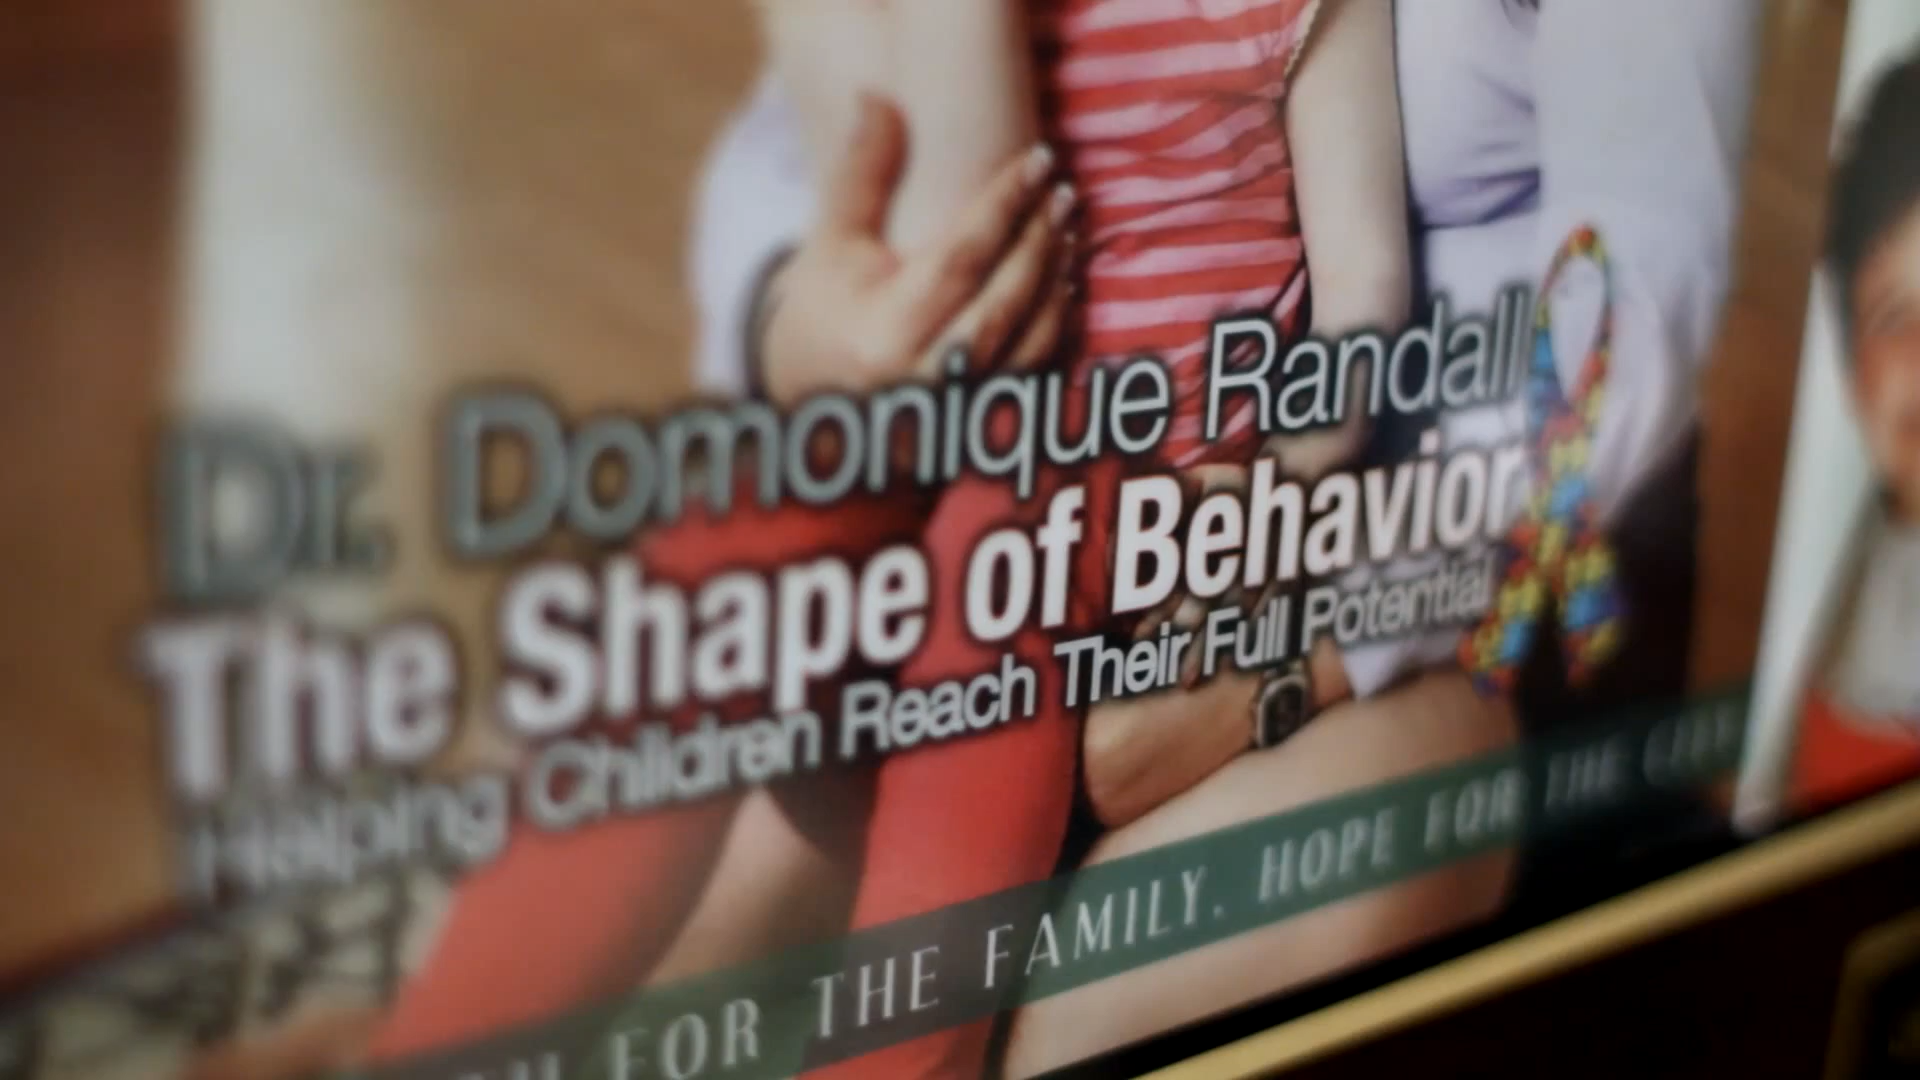 Dr. Domonique Randall
The Shape of Behavior
Helping Children Reach Their Full Potential
FOR THE FAMILY. HOPE FOR THE CITY